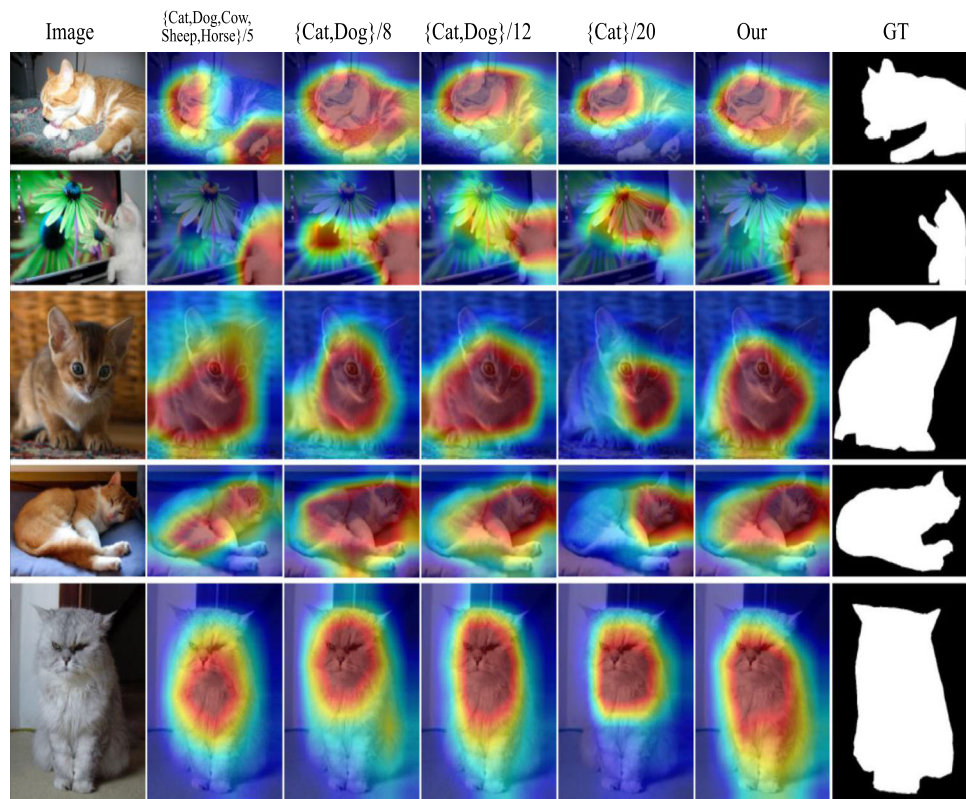 Image
{Cat,Dog,Cow,
Sheep,Horse}/5
{Cat,Dog}/8
{Cat,Dog}/12
{Cat}/20
Our
GT